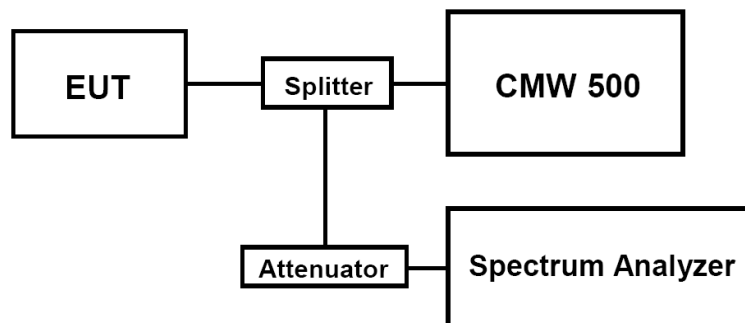 EUT
Splitter
CMW 500
Attenuator
Spectrum Analyzer